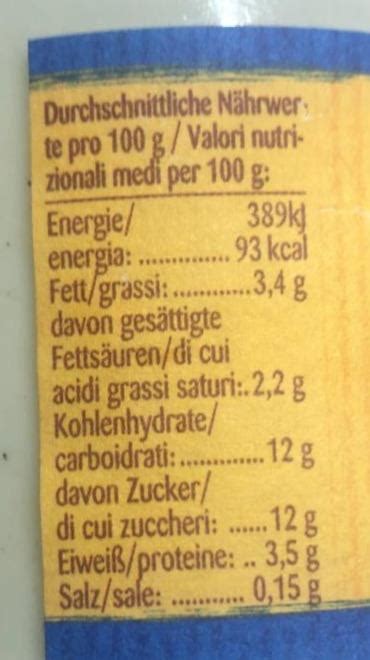 Durchschnittliche Nährwer-
te pro 100 g / Valori nutri-
zionali medi per 100 g:
Energie/ 389kJ
energia: .............. 93 kcal
Fett/grassi: ............3,4 g
davon gesättigte
Fettsäuren/di cui
acidi grassi saturi:..2,2 g
Kohlenhydrate/
carboidrati: ............. 12 g
davon Zucker/
di cui zuccheri: ...... 12 g
Eiweiß/proteine: .. 3,5 g
Salz/sale: ........... 0,15 g